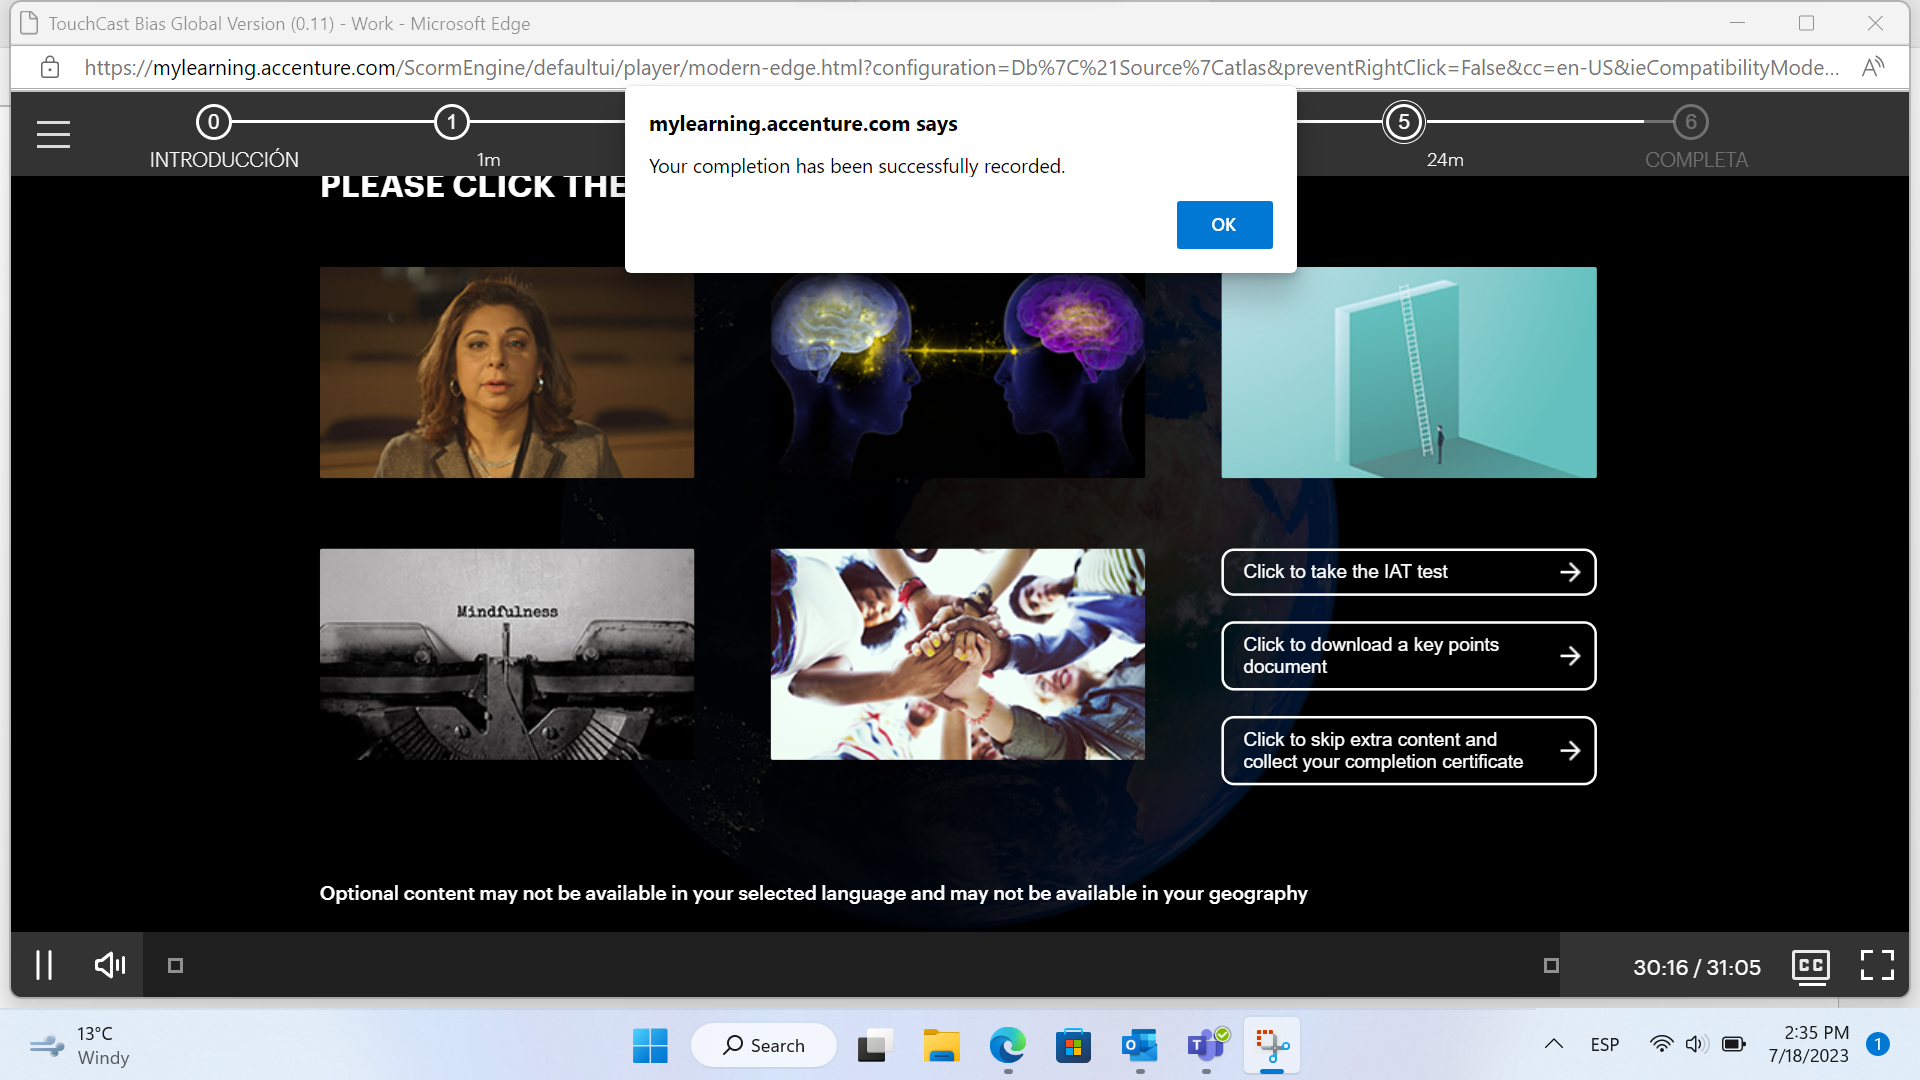 TouchCast Bias Global Version (0.11) - Work - Microsoft Edge
https://mylearning.accenture.com/ScormEngine/defaultui/player/modern-edge.html?configuration=Db%7C%21Source%7Catlas&preventRightClick=False&cc=en-US&ieCompatibilityMode...
mylearning.accenture.com says
Your completion has been successfully recorded.
OK
0
INTRODUCCIÓN
1
1m
5
24m
6
COMPLETA
PLEASE CLICK THE
Mindfulness
Click to take the IAT test
Click to download a key points
document
Click to skip extra content and
collect your completion certificate
Optional content may not be available in your selected language and may not be available in your geography
30:16 / 31:05
CC
13°C
Windy
Search
ESP
2:35 PM
7/18/2023
1